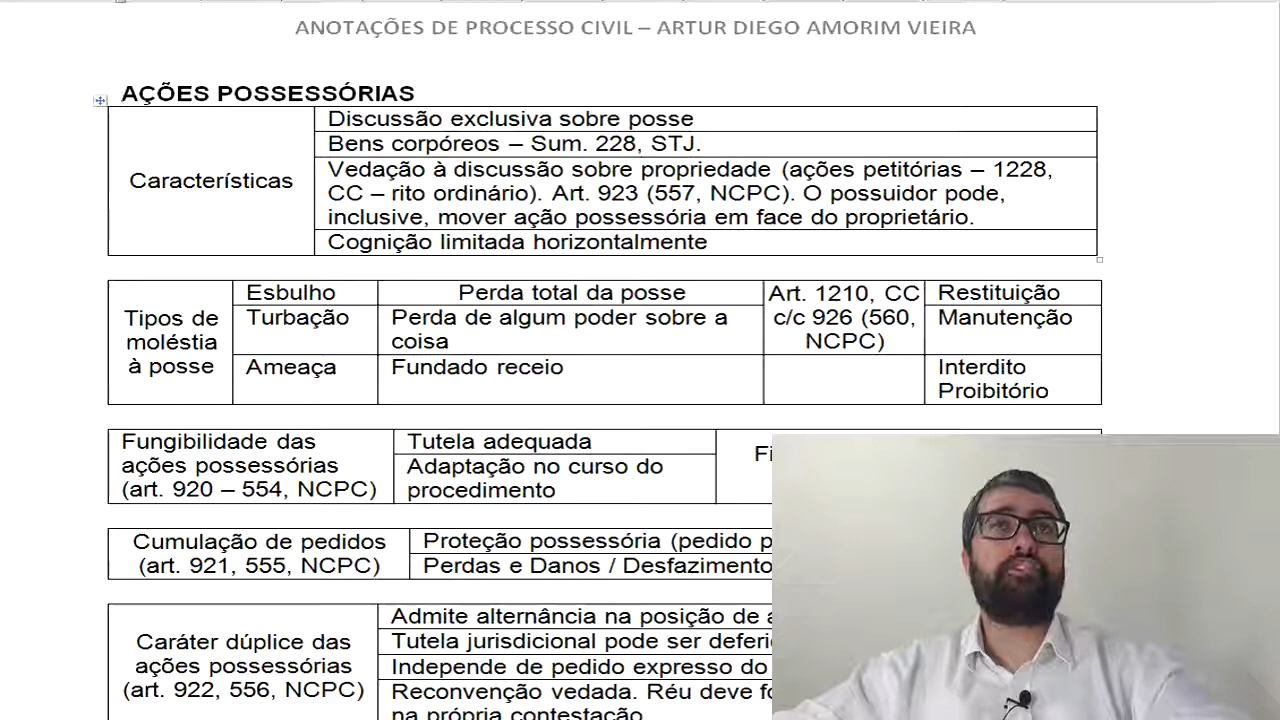 ANOTAÇÕES DE PROCESSO CIVIL – ARTUR DIEGO AMORIM VIEIRA
AÇÕES POSSESSÓRIAS
Características
Discussão exclusiva sobre posse
Bens corpóreos – Sum. 228, STJ.
Vedação à discussão sobre propriedade (ações petitórias – 1228,
CC – rito ordinário). Art. 923 (557, NCPC). O possuidor pode,
inclusive, mover ação possessória em face do proprietário.
Cognição limitada horizontalmente
Tipos de
moléstia
à posse
Esbulho
Perda total da posse
Art. 1210, CC
c/c 926 (560,
NCPC)
Restituição
Turbação
Perda de algum poder sobre a
coisa
Manutenção
Ameaça
Fundado receio
Interdito
Proibitório
Fungibilidade das
ações possessórias
(art. 920 – 554, NCPC)
Tutela adequada
Adaptação no curso do
procedimento
Cumulação de pedidos
(art. 921, 555, NCPC)
Proteção possessória (pedido p
Perdas e Danos / Desfazimento
Caráter dúplice das
ações possessórias
(art. 922, 556, NCPC)
Admite alternância na posição de a
Tutela jurisdicional pode ser deferi
Independe de pedido expresso do
Reconvenção vedada. Réu deve fo
na própria contestação